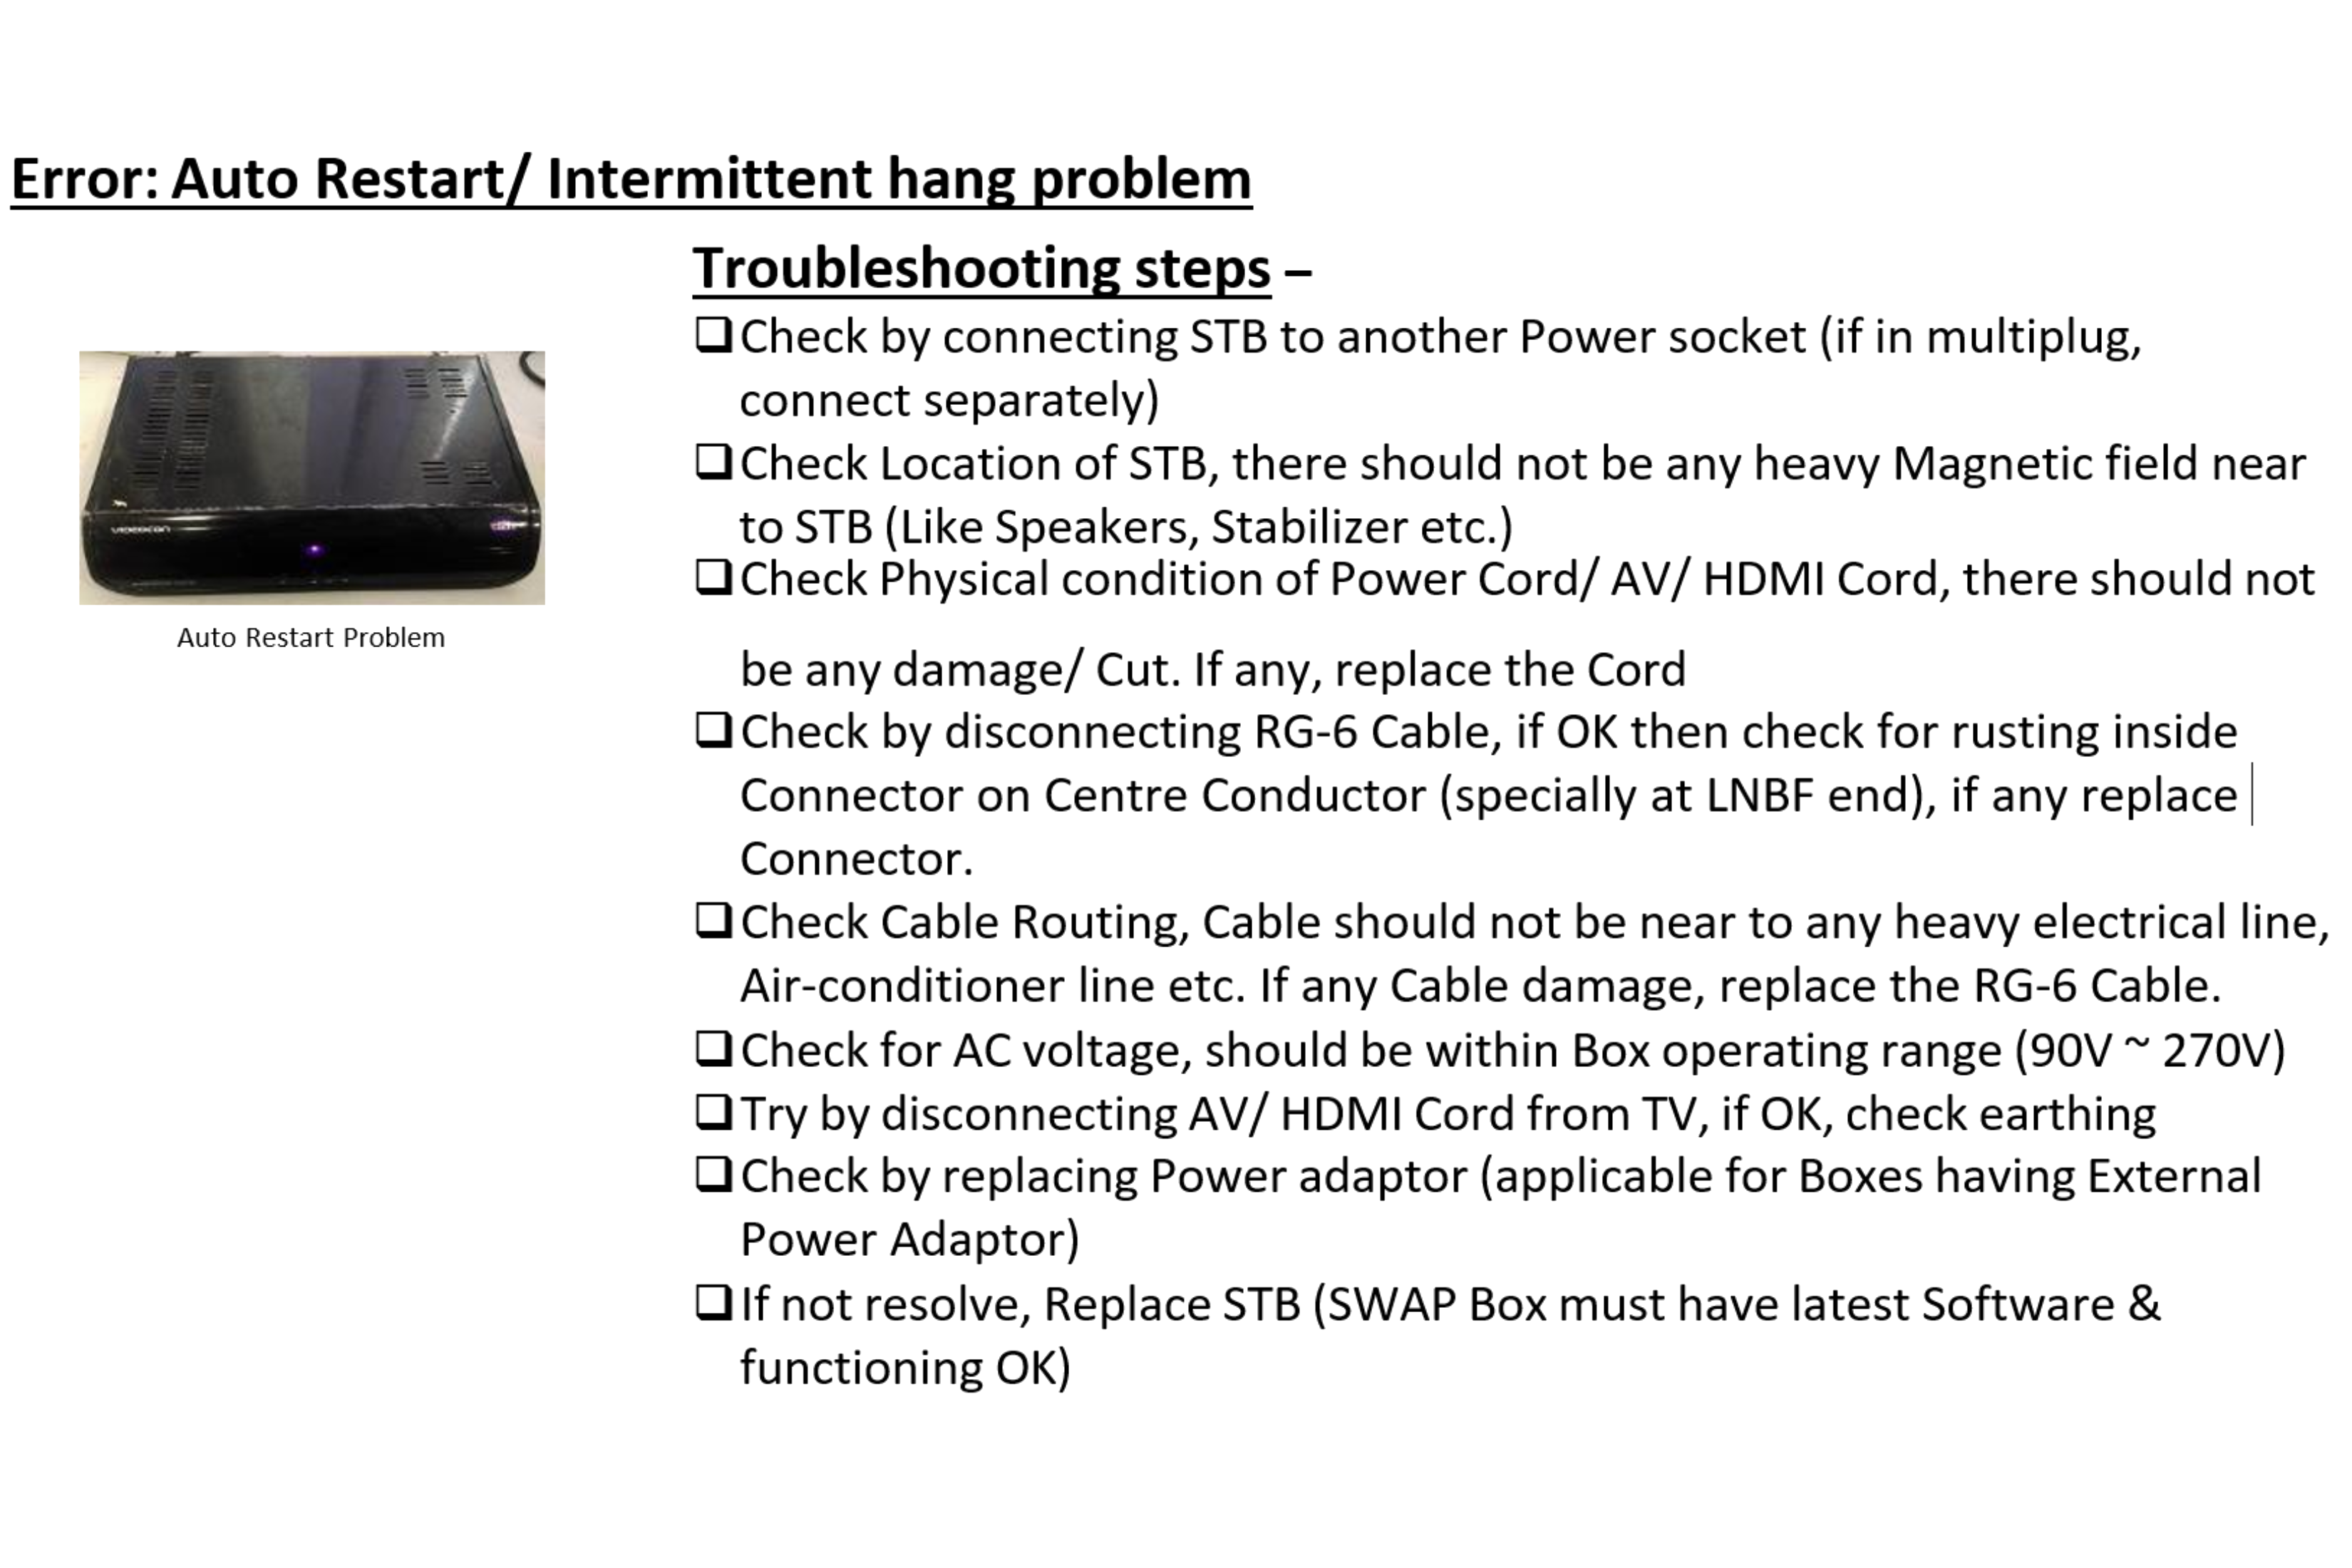 Error: Auto Restart/ Intermittent hang problem
Troubleshooting steps –
❑Check by connecting STB to another Power socket (if in multiplug,
connect separately)
❑Check Location of STB, there should not be any heavy Magnetic field near
to STB (Like Speakers, Stabilizer etc.)
❑Check Physical condition of Power Cord/ AV/ HDMI Cord, there should not
be any damage/ Cut. If any, replace the Cord
❑Check by disconnecting RG-6 Cable, if OK then check for rusting inside
Connector on Centre Conductor (specially at LNBF end), if any replace
Connector.
❑Check Cable Routing, Cable should not be near to any heavy electrical line,
Air-conditioner line etc. If any Cable damage, replace the RG-6 Cable.
❑Check for AC voltage, should be within Box operating range (90V ~ 270V)
❑Try by disconnecting AV/ HDMI Cord from TV, if OK, check earthing
❑Check by replacing Power adaptor (applicable for Boxes having External
Power Adaptor)
❑If not resolve, Replace STB (SWAP Box must have latest Software &
functioning OK)
VIDEOCON
Auto Restart Problem